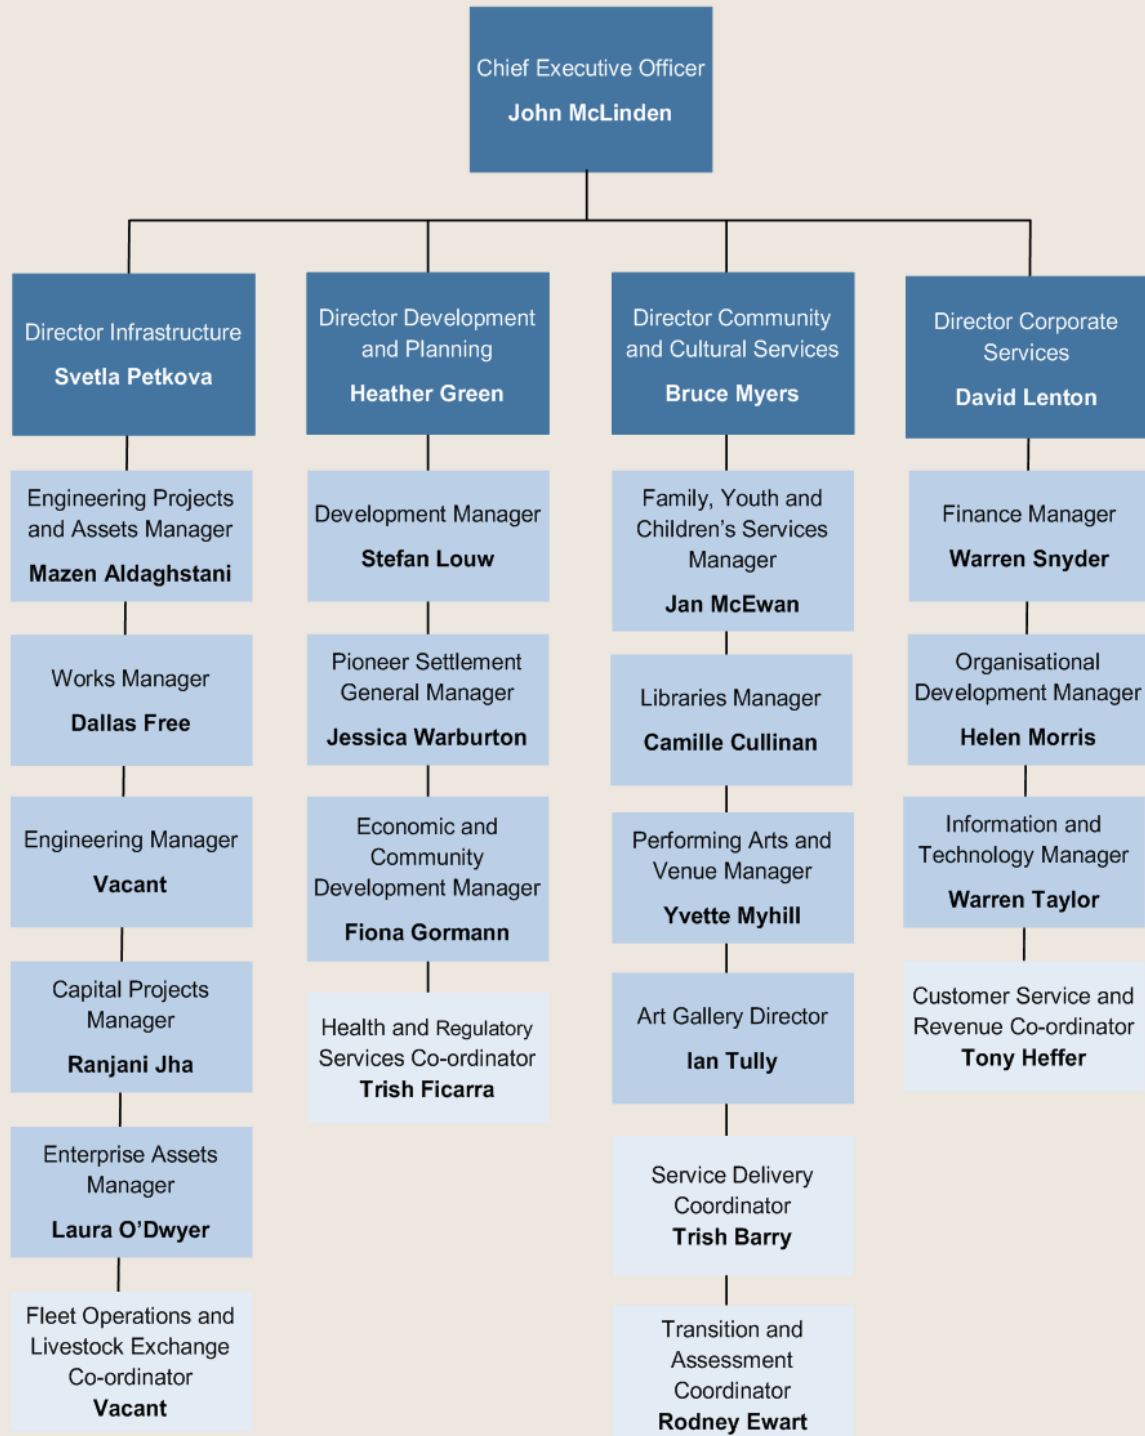 Chief Executive Officer
John McLinden
Director Infrastructure
Svetla Petkova
Engineering Projects
and Assets Manager
Mazen Aldaghstani
Works Manager
Dallas Free
Engineering Manager
Vacant
Capital Projects
Manager
Ranjani Jha
Enterprise Assets
Manager
Laura O’Dwyer
Fleet Operations and
Livestock Exchange
Co-ordinator
Vacant
Director Development
and Planning
Heather Green
Development Manager
Stefan Louw
Pioneer Settlement
General Manager
Jessica Warburton
Economic and
Community
Development Manager
Fiona Gormann
Health and Regulatory
Services Co-ordinator
Trish Ficarra
Director Community
and Cultural Services
Bruce Myers
Family, Youth and
Children’s Services
Manager
Jan McEwan
Libraries Manager
Camille Cullinan
Performing Arts and
Venue Manager
Yvette Myhill
Art Gallery Director
Ian Tully
Service Delivery
Coordinator
Trish Barry
Transition and
Assessment
Coordinator
Rodney Ewart
Director Corporate
Services
David Lenton
Finance Manager
Warren Snyder
Organisational
Development Manager
Helen Morris
Information and
Technology Manager
Warren Taylor
Customer Service and
Revenue Co-ordinator
Tony Heffer